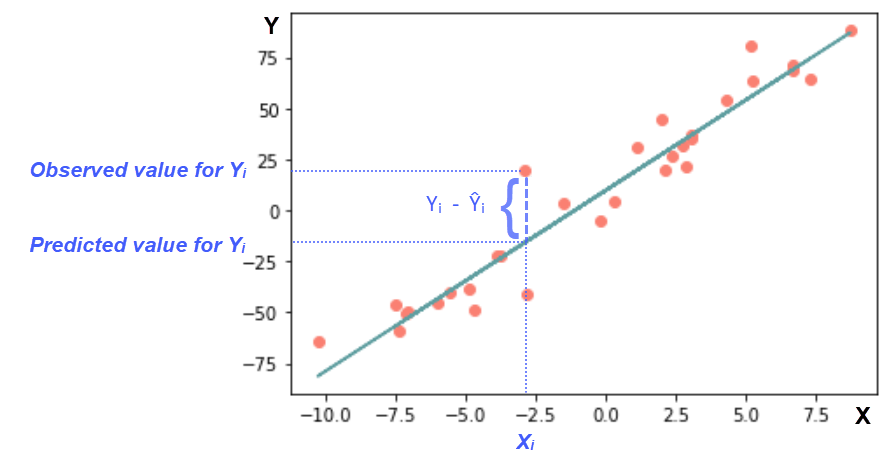 Y
75
50
25
Observed value for Yᵢ
Yᵢ - Ŷᵢ
0
Predicted value for Yᵢ
−25
−50
−75
−10.0 −7.5 −5.0 −2.5 0.0 2.5 5.0 7.5 X
Xᵢ